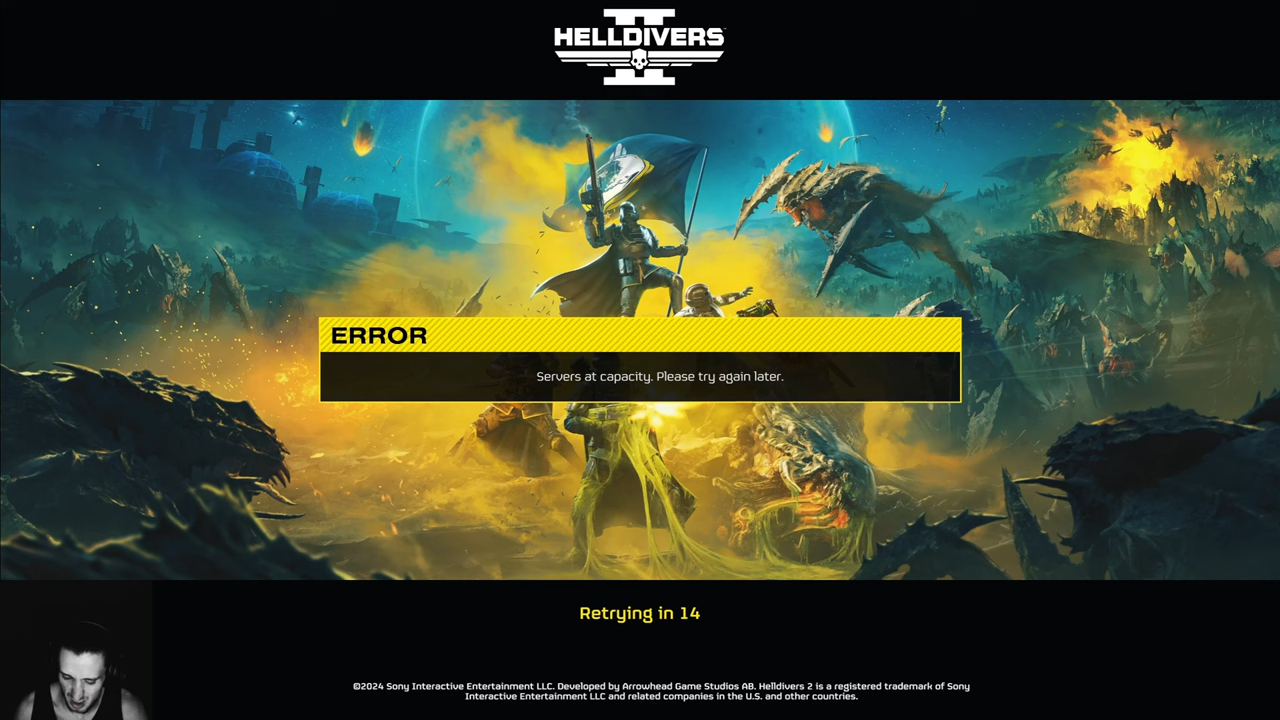 HELLDIVERS
II
ERROR
Servers at capacity. Please try again later.
Retrying in 14
©2024 Sony Interactive Entertainment LLC. Developed by Arrowhead Game Studios AB. Helldivers 2 is a registered trademark of Sony
Interactive Entertainment LLC and related companies in the U.S. and other countries.